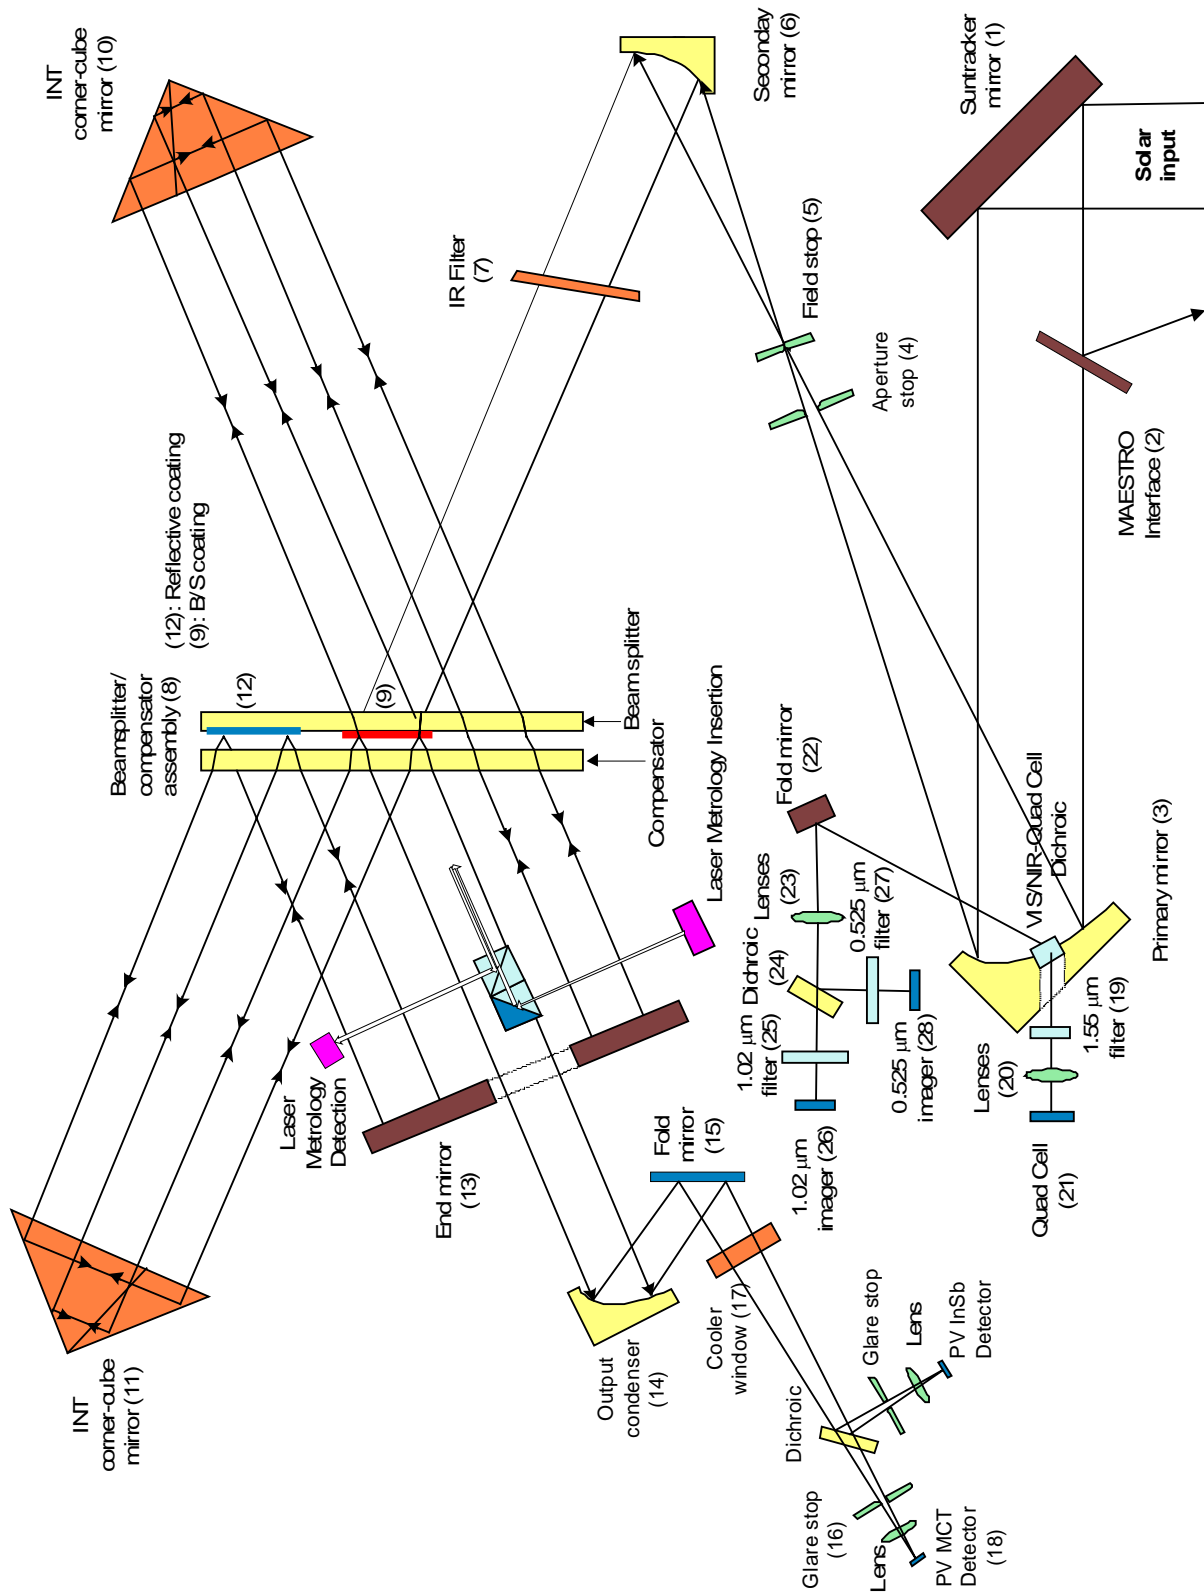 INT
corner-cube
mirror (10)
Seconday
mirror (6)
Suntracker
mirror (1)
Solar
input
IR Filter
(7)
Field stop (5)
Aperture
stop (4)
MAESTRO
Interface (2)
(12): Reflective coating
(9): B/S coating
Beamsplitter/
compensator
assembly (8)
(12)
(9)
Beamsplitter
Compensator
Laser Metrology Insertion
Fold mirror
(22)
VIS/NIR-Quad Cell
Dichroic
Primary mirror (3)
Lenses
(23)
0.525 µm
filter (27)
Dichroic
(24)
1.02 µm
filter (25)
0.525 µm
imager (28)
1.02 µm
imager (26)
1.55 µm
filter (19)
Lenses
(20)
Quad Cell
(21)
Laser
Metrology
Detection
End mirror
(13)
Fold
mirror
(15)
INT
corner-cube
mirror (11)
Output
condenser
(14)
Cooler
window (17)
Glare stop
Lens
PV InSb
Detector
Dichroic
Glare stop
(16)
Lens
PV MCT
Detector
(18)